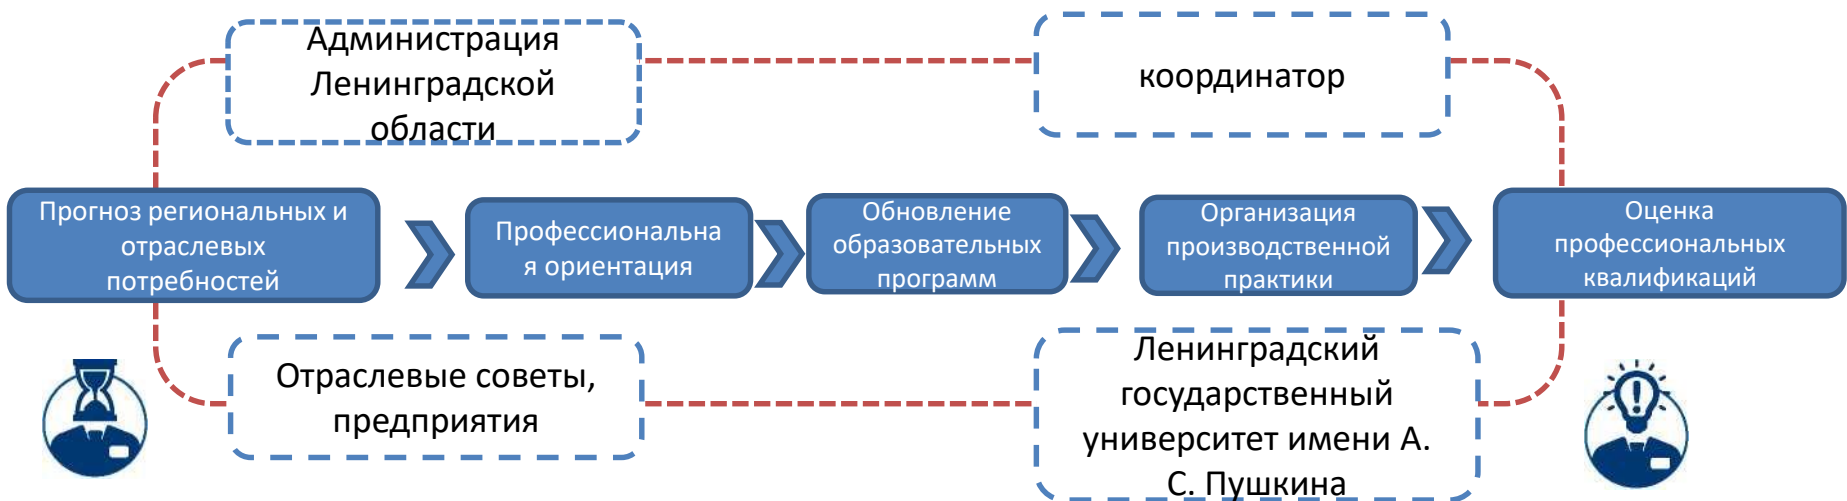 Администрация
Ленинградской
области
координатор
Прогноз региональных и
отраслевых
потребностей
Профессиональна
я ориентация
Обновление
образовательных
программ
Организация
производственной
практики
Оценка
профессиональных
квалификаций
Отраслевые советы,
предприятия
Ленинградский
государственный
университет имени А.
С. Пушкина